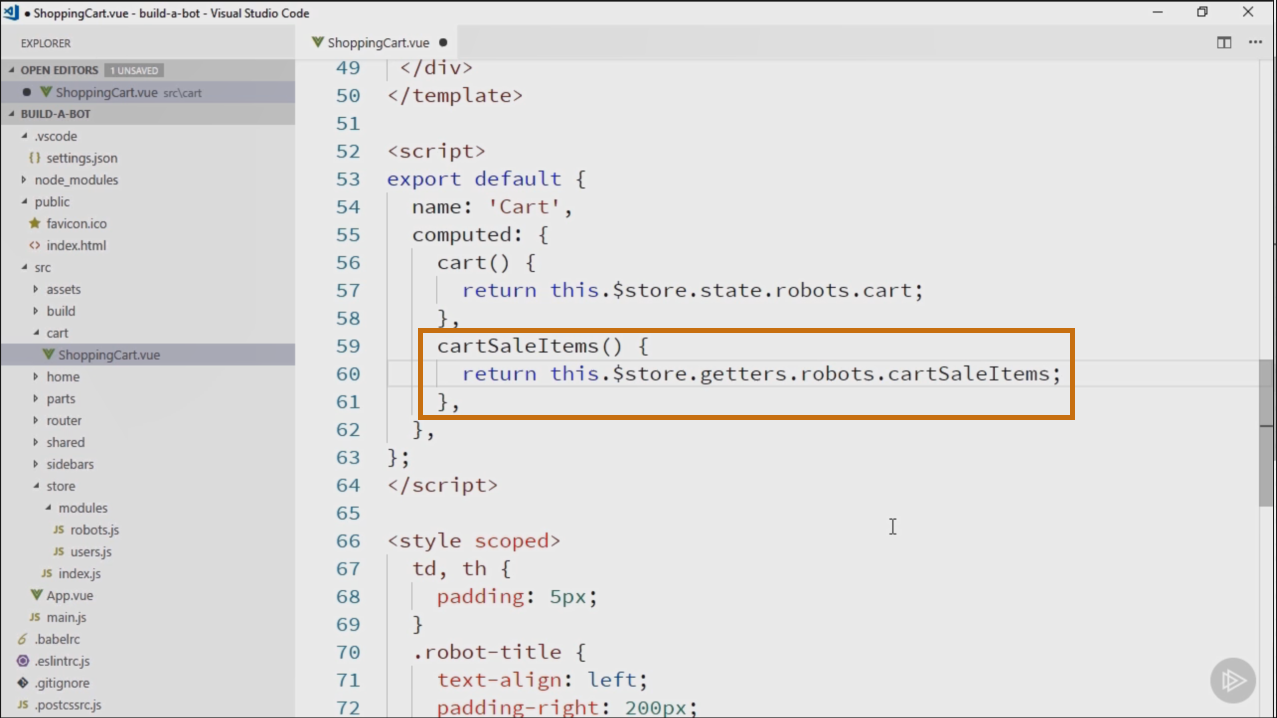 ShoppingCart.vue - build-a-bot - Visual Studio Code
EXPLORER
OPEN EDITORS 1 UNSAVED
ShoppingCart.vue src\cart
BUILD-A-BOT
.vscode
{} settings.json
node_modules
public
favicon.ico
<> index.html
src
assets
build
cart
ShoppingCart.vue
home
parts
router
shared
sidebars
store
modules
JS robots.js
JS users.js
JS index.js
App.vue
JS main.js
.babelrc
.eslintrc.js
.gitignore
JS .postcssrc.js
ShoppingCart.vue
49 </div>
50 </template>
51
52 <script>
53 export default {
54 name: 'Cart',
55 computed: {
56 cart() {
57 return this.$store.state.robots.cart;
58 },
59 cartSaleItems() {
60 return this.$store.getters.robots.cartSaleItems;
61 },
62 },
63 };
64 </script>
65
66 <style scoped>
67 td, th {
68 padding: 5px;
69 }
70 .robot-title {
71 text-align: left;
72 padding-right: 200px;